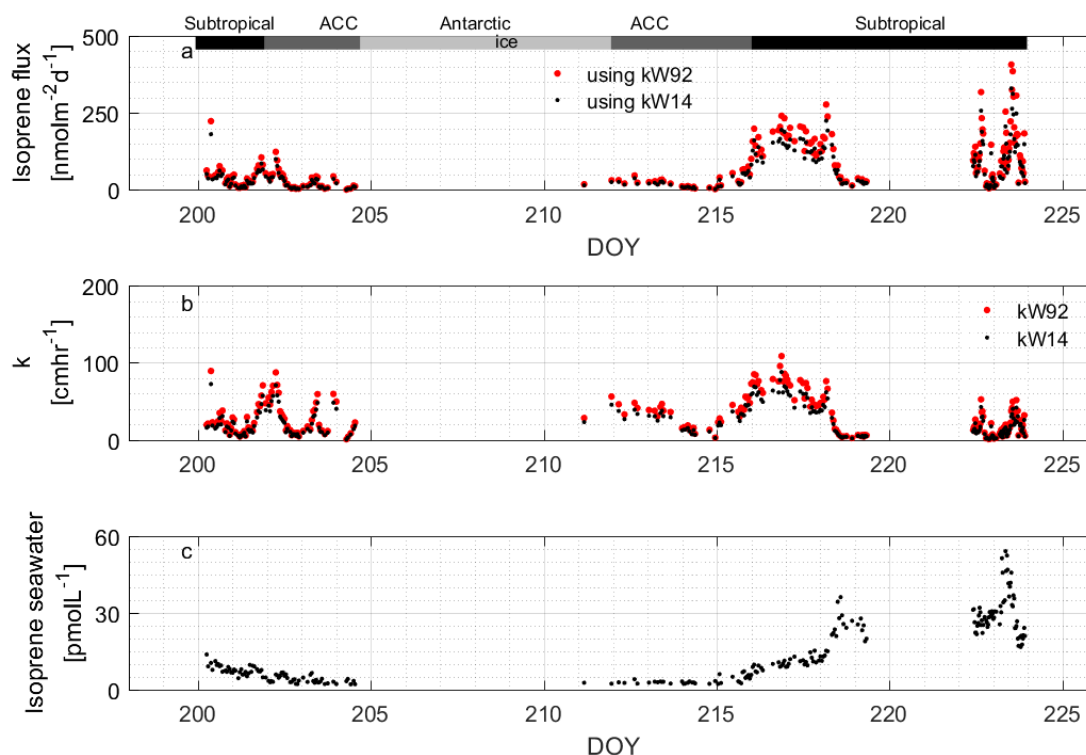 Subtropical ACC Antarctic ACC Subtropical
ice
a
500
250
0
Isoprene flux
[nmolm⁻²d⁻¹]
using kW92
using kW14
200 205 210 215 220 225
DOY
b
200
100
0
k
[cmhr⁻¹]
kW92
kW14
200 205 210 215 220 225
c
60
30
0
Isoprene seawater
[pmolL⁻¹]
200 205 210 215 220 225
DOY